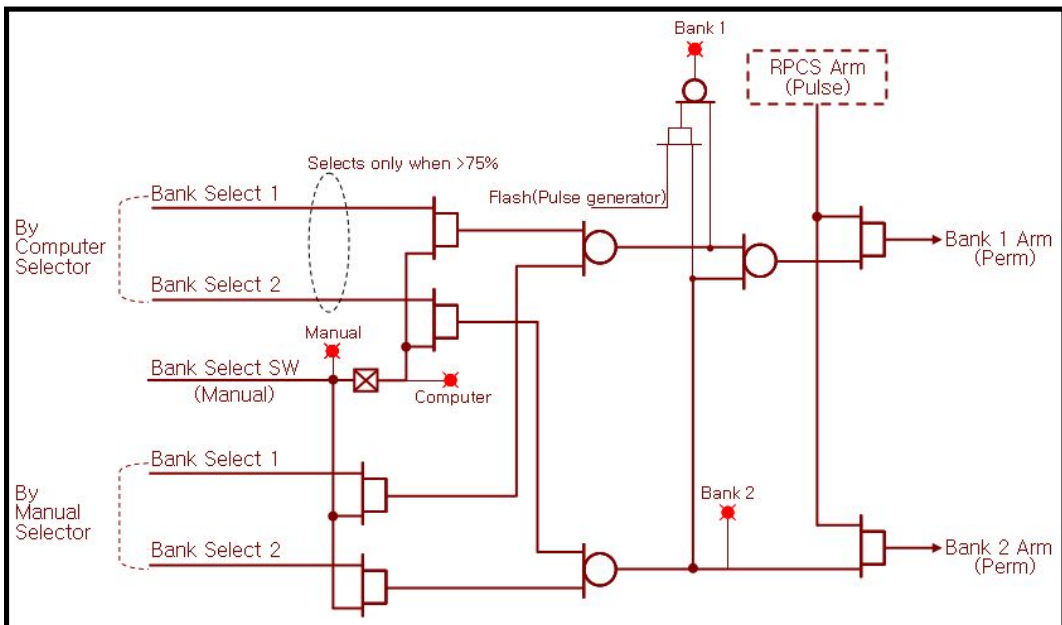 Bank 1
RPCS Arm
(Pulse)
Selects only when >75%
Flash(Pulse generator)
By
Computer
Selector
Bank Select 1
Bank Select 2
Bank 1 Arm
(Perm)
Manual
Bank Select SW
(Manual)
Computer
By
Manual
Selector
Bank Select 1
Bank Select 2
Bank 2
Bank 2 Arm
(Perm)